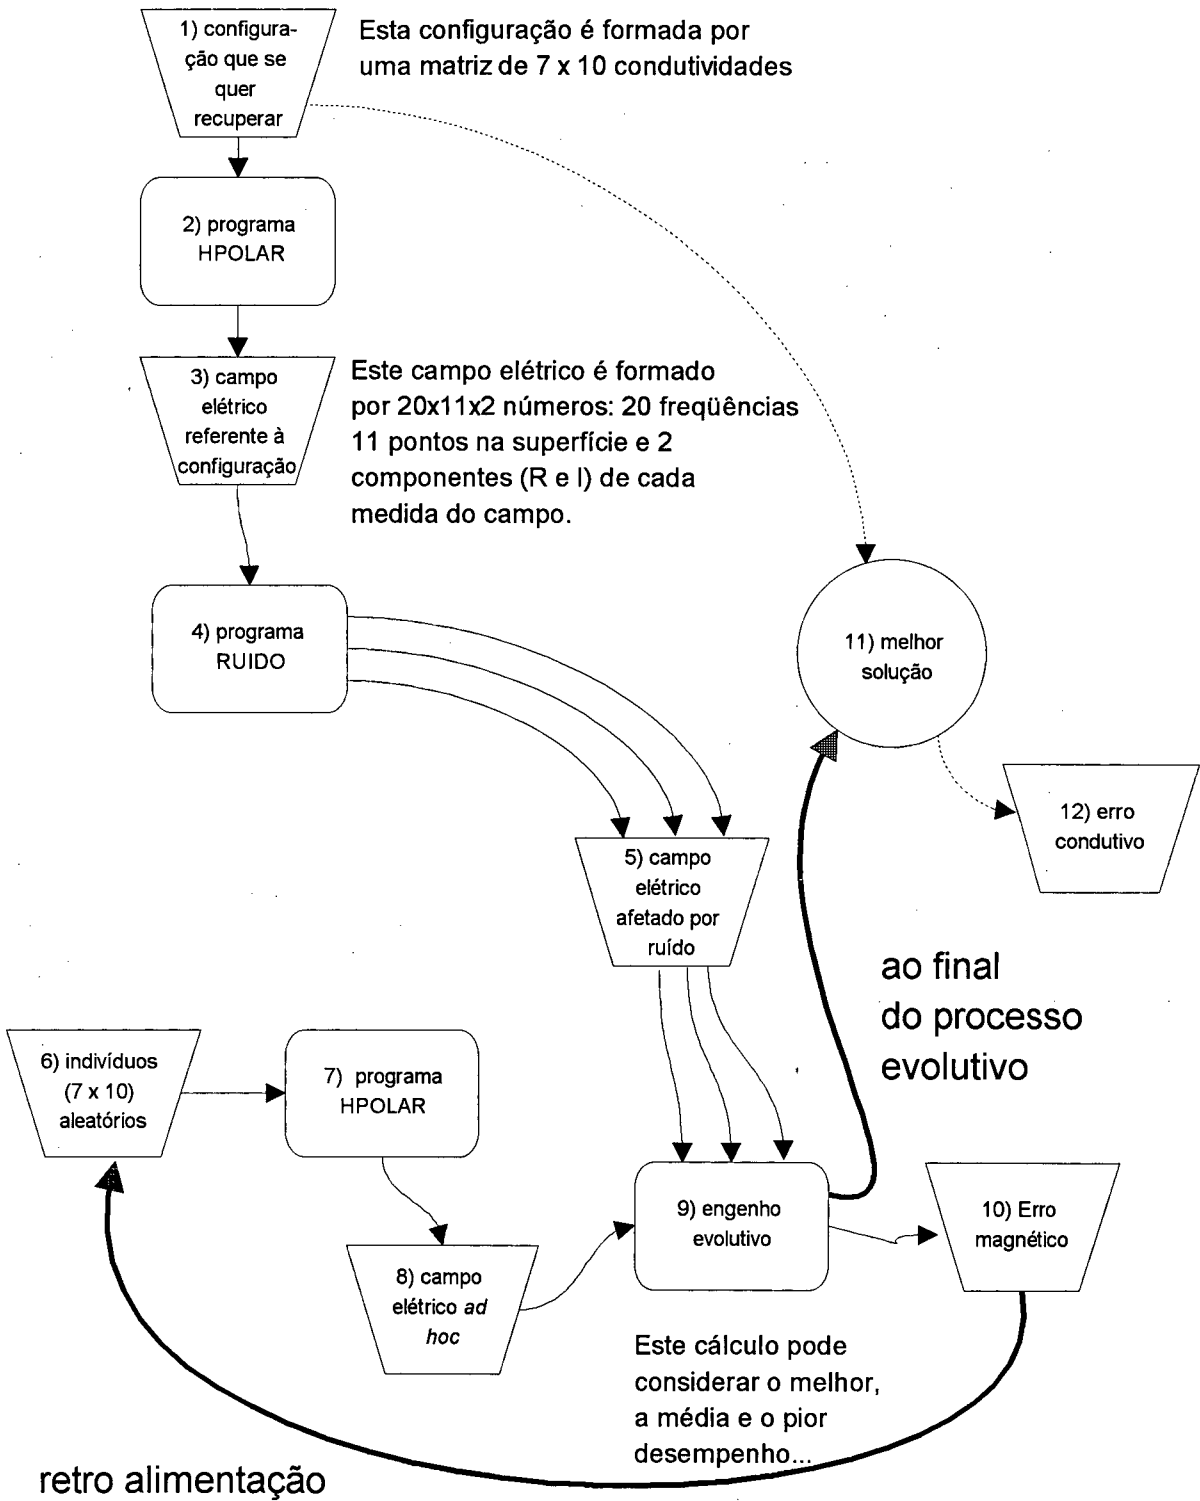 1) configura-
ção que se
quer
recuperar
Esta configuração é formada por
uma matriz de 7 x 10 condutividades
2) programa
HPOLAR
3) campo
elétrico
referente à
configuração
Este campo elétrico é formado
por 20x11x2 números: 20 freqüências
11 pontos na superfície e 2
componentes (R e I) de cada
medida do campo.
4) programa
RUIDO
11) melhor
solução
12) erro
condutivo
5) campo
elétrico
afetado por
ruído
ao final
do processo
evolutivo
6) indivíduos
(7 x 10)
aleatórios
7) programa
HPOLAR
8) campo
elétrico ad
hoc
9) engenho
evolutivo
10) Erro
magnético
Este cálculo pode
considerar o melhor,
a média e o pior
desempenho...
retro alimentação